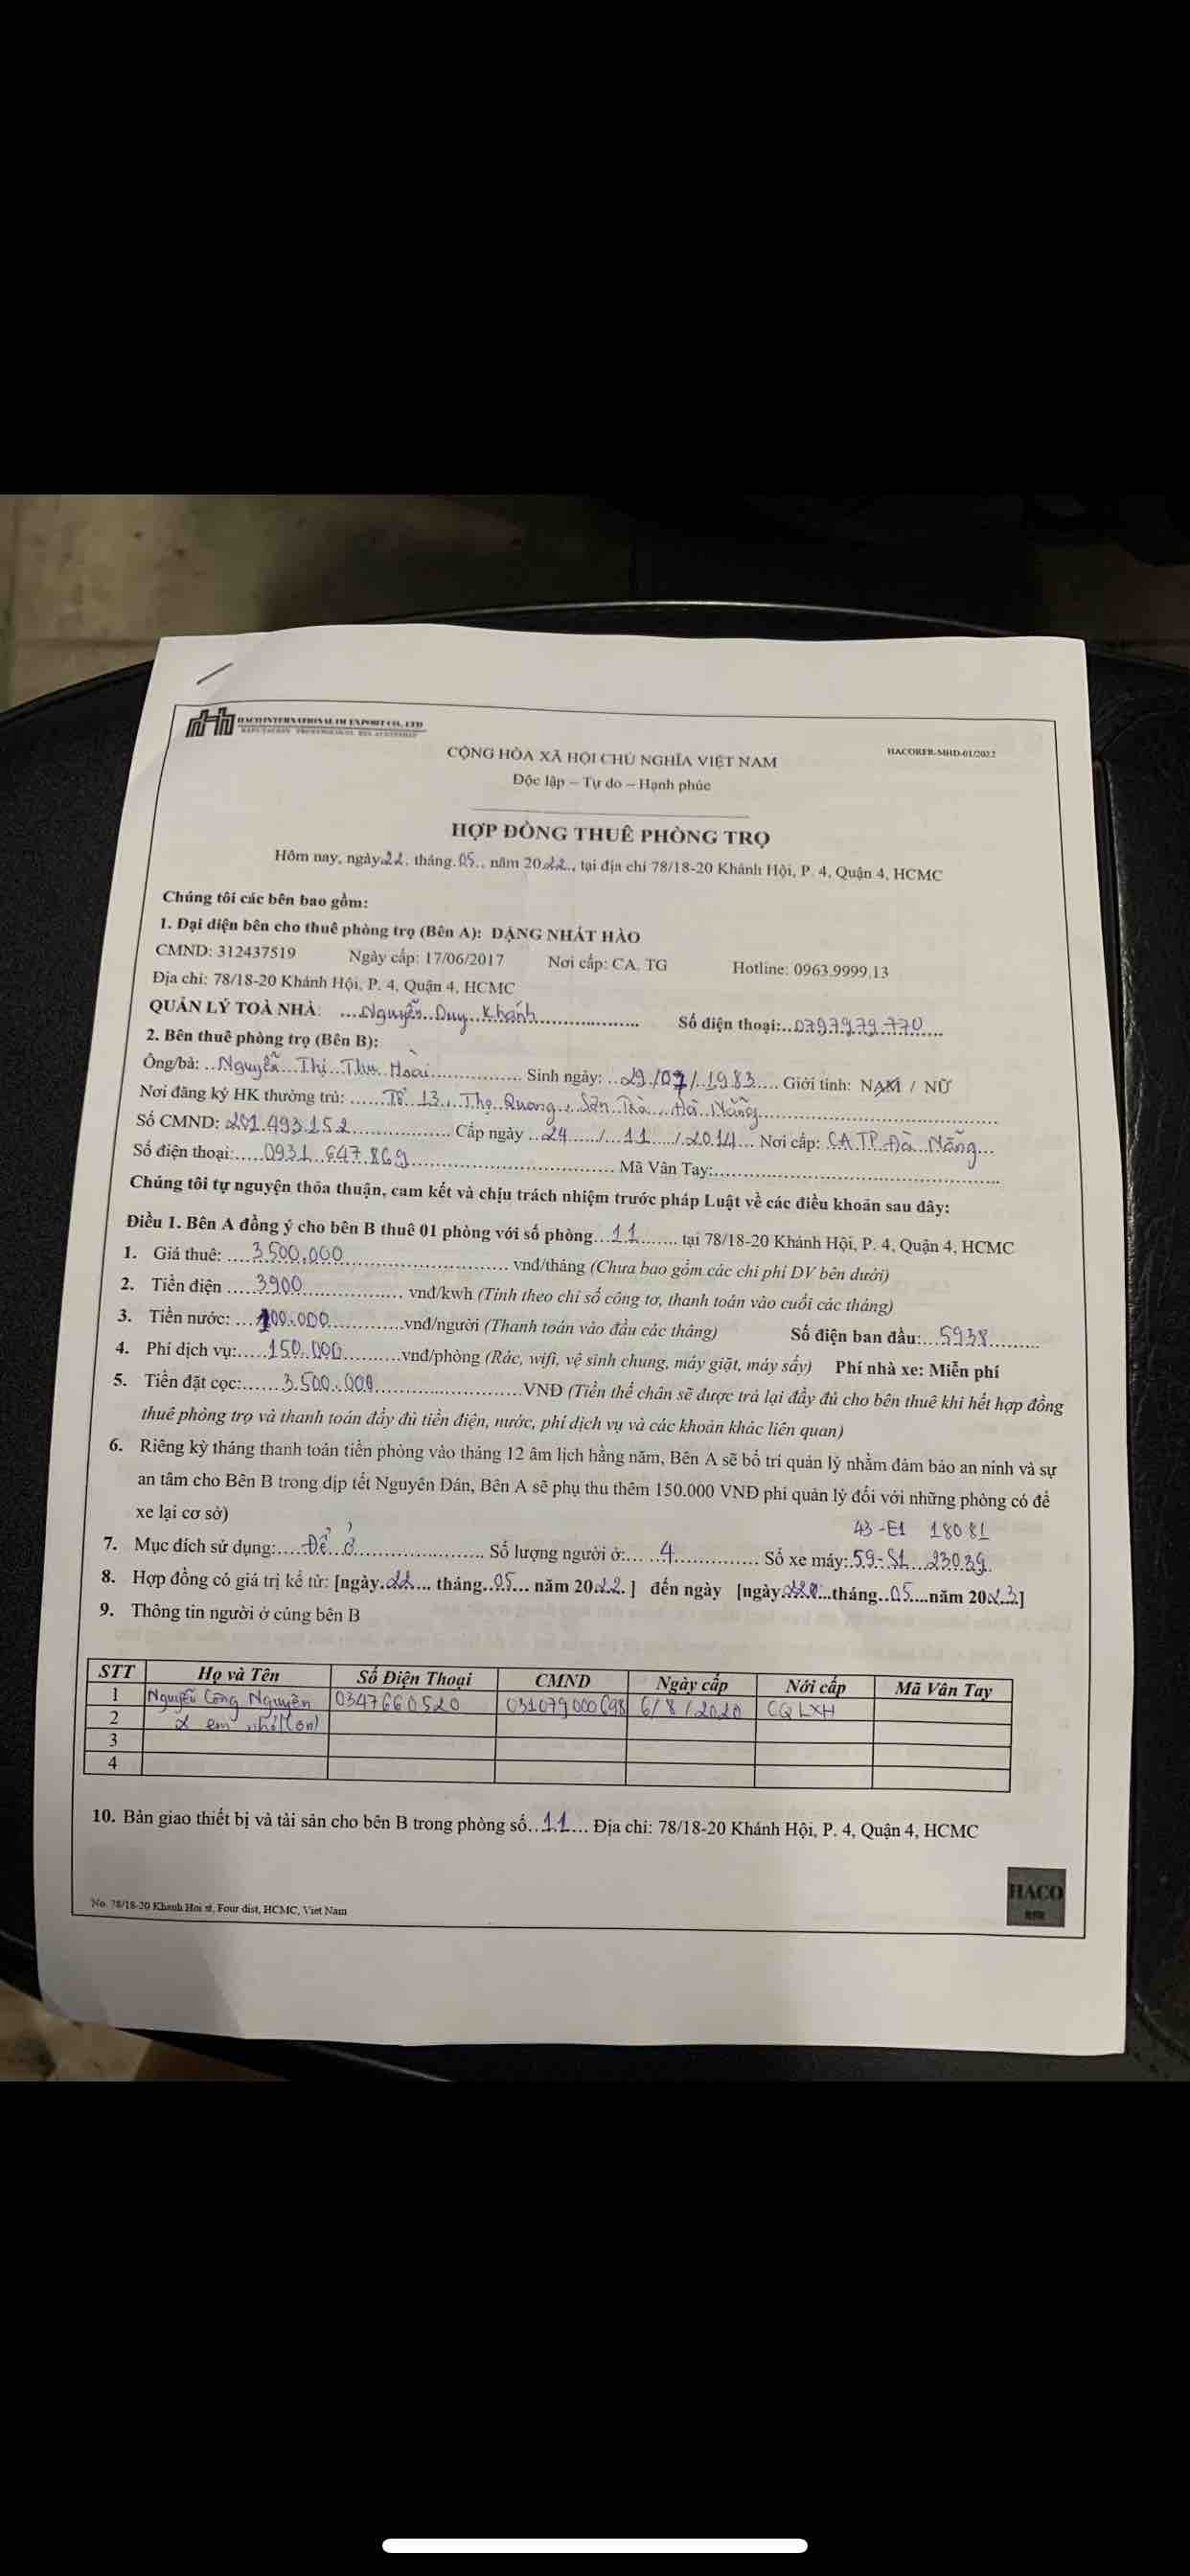 HACO INTERNATIONAL IM EXPORT CO., LTD
HACORER-MHD-01/2022
CỘNG HÒA XÃ HỘI CHỦ NGHĨA VIỆT NAM
Độc lập – Tự do – Hạnh phúc
HỢP ĐỒNG THUÊ PHÒNG TRỌ
Hôm nay, ngày 22. tháng. 05.., năm 2022.., tại địa chỉ 78/18-20 Khánh Hội, P. 4, Quận 4, HCMC
Chúng tôi các bên bao gồm:
1. Đại diện bên cho thuê phòng trọ (Bên A): ĐẶNG NHẤT HÀO
CMND: 312437519 Ngày cấp: 17/06/2017 Nơi cấp: CA. TG Hotline: 0963.9999.13
Địa chỉ: 78/18-20 Khánh Hội, P. 4, Quận 4, HCMC
QUẢN LÝ TOÀ NHÀ: Nguyễn Duy Khánh Số điện thoại: 0797979770
2. Bên thuê phòng trọ (Bên B):
Ông/bà: Nguyễn Thị Thu Hoài Sinh ngày: 29/07/1983 Giới tính: NAM / NỮ
Nơi đăng ký HK thường trú: Tổ 13, Thọ Quang, Sơn Trà, Đà Nẵng
Số CMND: 201.493.152 Cấp ngày 24/11/2014 Nơi cấp: CA TP Đà Nẵng
Số điện thoại: 0931 647 869 Mã Vân Tay:
Chúng tôi tự nguyện thỏa thuận, cam kết và chịu trách nhiệm trước pháp Luật về các điều khoản sau đây:
Điều 1. Bên A đồng ý cho bên B thuê 01 phòng với số phòng 11 tại 78/18-20 Khánh Hội, P. 4, Quận 4, HCMC
1. Giá thuê: 3.500.000 vnđ/tháng (Chưa bao gồm các chi phí DV bên dưới)
2. Tiền điện 3900 vnđ/kwh (Tính theo chỉ số công tơ, thanh toán vào cuối các tháng)
3. Tiền nước: 100.000 vnđ/người (Thanh toán vào đầu các tháng) Số điện ban đầu: 5938
4. Phí dịch vụ: 150.000 vnđ/phòng (Rác, wifi, vệ sinh chung, máy giặt, máy sấy) Phí nhà xe: Miễn phí
5. Tiền đặt cọc: 3.500.000 VNĐ (Tiền thế chân sẽ được trả lại đầy đủ cho bên thuê khi hết hợp đồng
thuê phòng trọ và thanh toán đầy đủ tiền điện, nước, phí dịch vụ và các khoản khác liên quan)
6. Riêng kỳ tháng thanh toán tiền phòng vào tháng 12 âm lịch hằng năm, Bên A sẽ bố trí quản lý nhằm đảm bảo an ninh và sự
an tâm cho Bên B trong dịp tết Nguyên Đán, Bên A sẽ phụ thu thêm 150.000 VNĐ phí quản lý đối với những phòng có để
xe lại cơ sở)
43-E1 18081
7. Mục đích sử dụng: Để ở Số lượng người ở: 4 Số xe máy: 59-S1 23039
8. Hợp đồng có giá trị kể từ: [ngày 22 tháng 05 năm 2022] đến ngày [ngày tháng 05 năm 2023]
9. Thông tin người ở cùng bên B
STT Họ và Tên Số Điện Thoại CMND Ngày cấp Nới cấp Mã Vân Tay
1 Nguyễn Công Nguyên 0347660520 031079000698 6/8/2020 CQLXH
2 2 em nhỏ (con)
3
4
10. Bàn giao thiết bị và tài sản cho bên B trong phòng số 11 Địa chỉ: 78/18-20 Khánh Hội, P. 4, Quận 4, HCMC
No. 78/18-20 Khanh Hoi st, Four dist, HCMC, Viet Nam
HACO